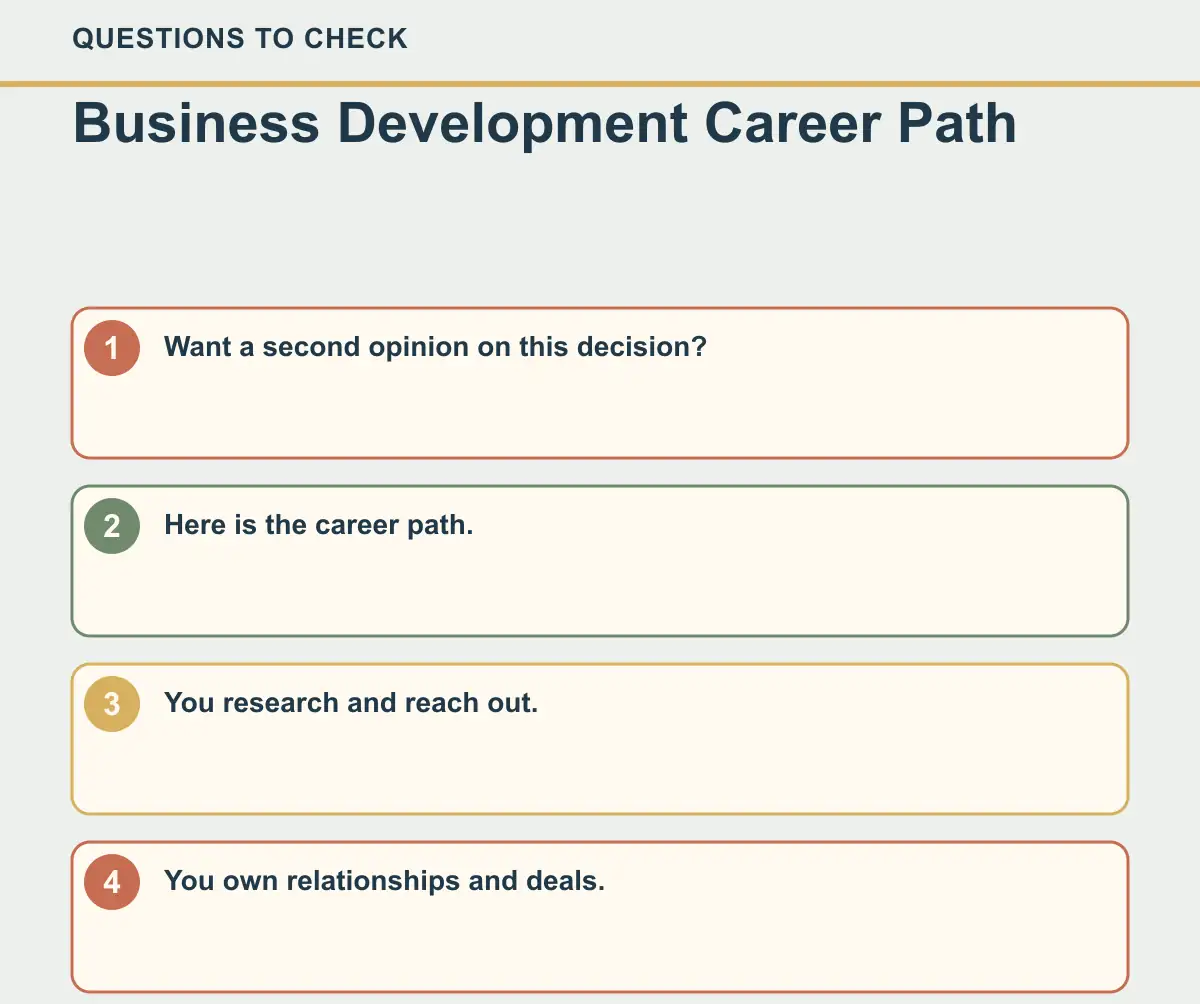 QUESTIONS TO CHECK
Business Development Career Path
1 Want a second opinion on this decision?
2 Here is the career path.
3 You research and reach out.
4 You own relationships and deals.